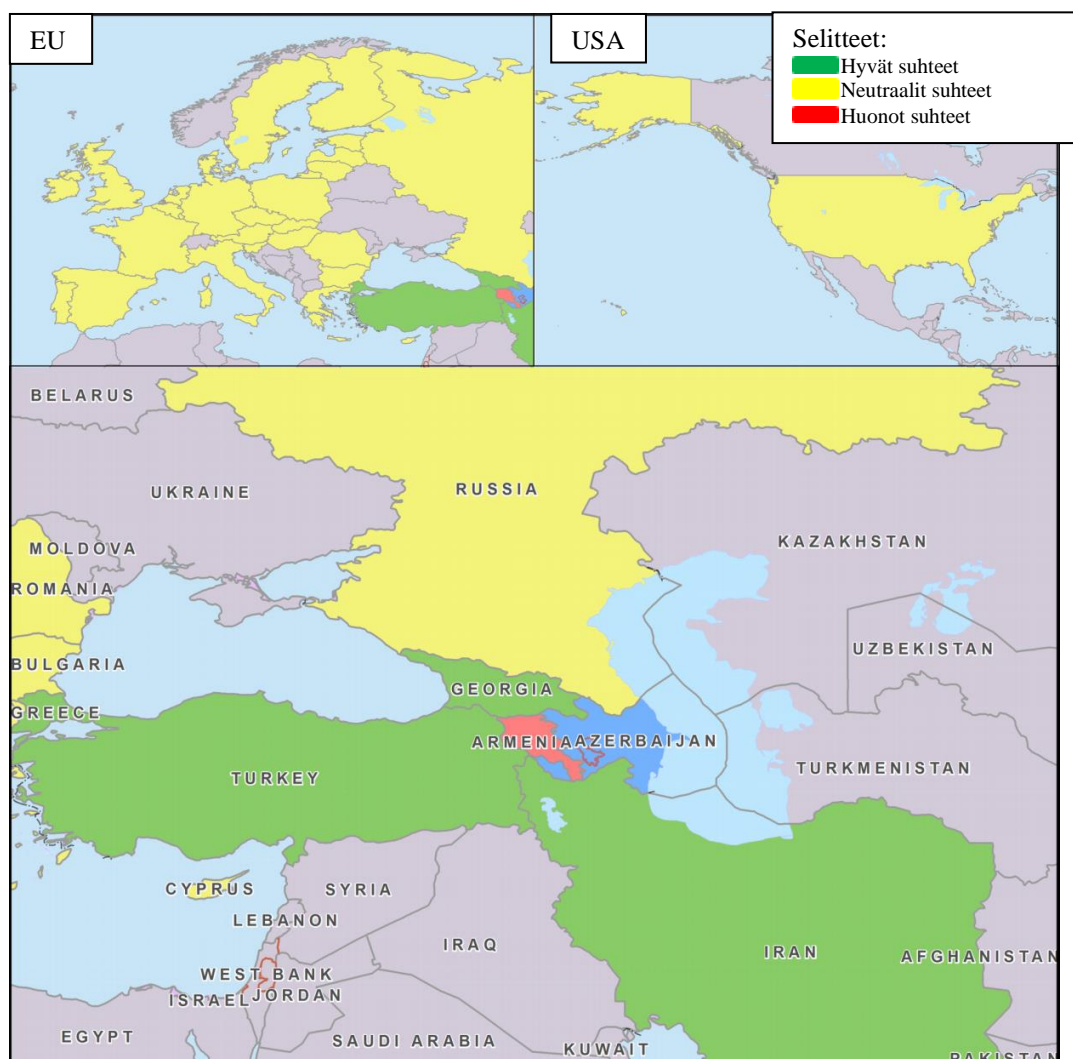 EU
USA
Selitteet:
Hyvät suhteet
Neutraalit suhteet
Huonot suhteet
BELARUS
UKRAINE
RUSSIA
MOLDOVA
KAZAKHSTAN
ROMANIA
UZBEKISTAN
BULGARIA
GEORGIA
GREECE
ARMENIA
AZERBAIJAN
TURKEY
TURKMENISTAN
CYPRUS
SYRIA
LEBANON
IRAQ
IRAN
AFGHANISTAN
WEST BANK
ISRAEL
JORDAN
EGYPT
SAUDI ARABIA
KUWAIT
PAKISTAN